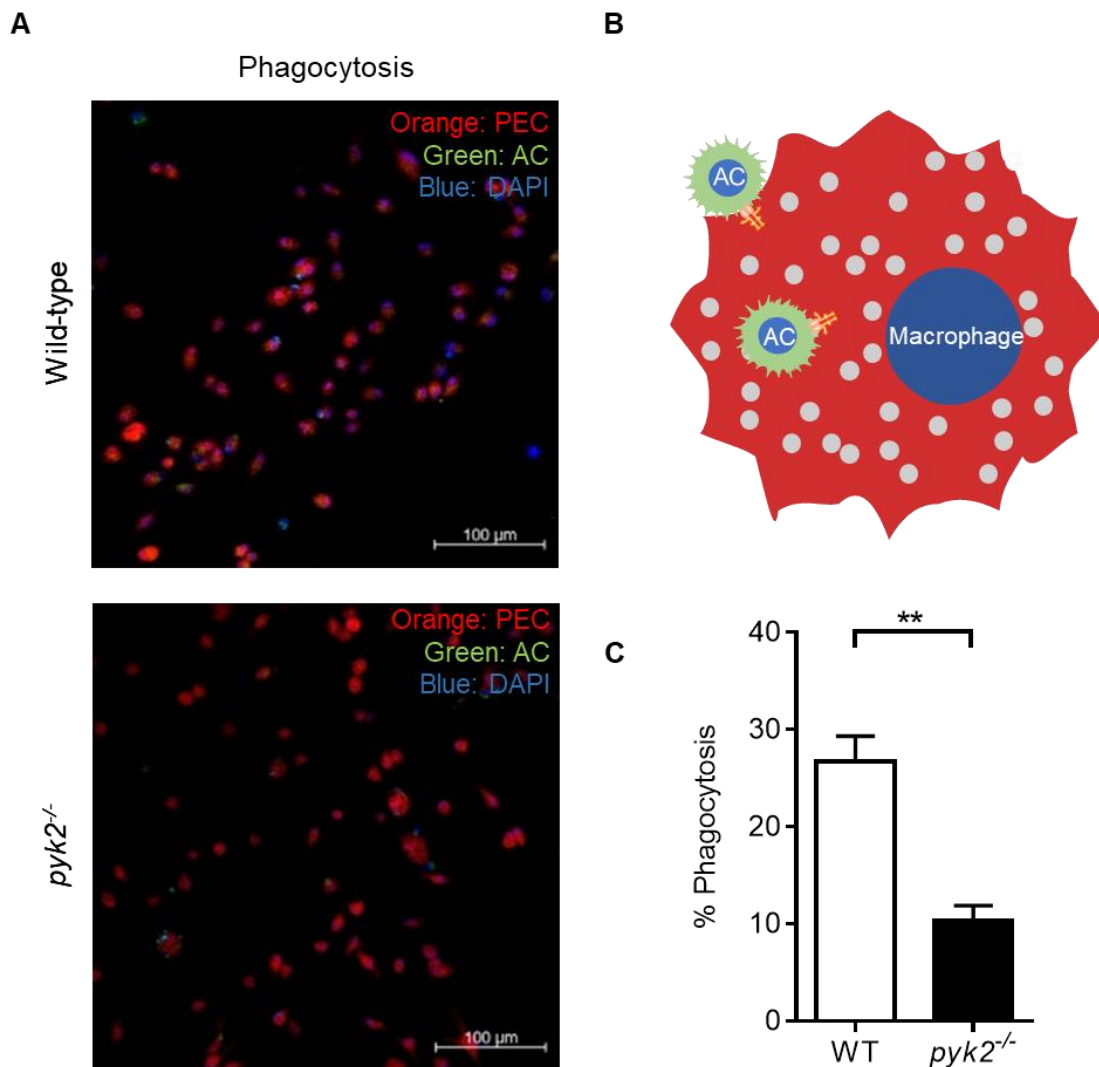 A
Phagocytosis
Wild-type
Orange: PEC
Green: AC
Blue: DAPI
100 µm
pyk2-/-
Orange: PEC
Green: AC
Blue: DAPI
100 µm
B
AC
AC
Macrophage
C
**
% Phagocytosis
40
30
20
10
0
WT
pyk2-/-